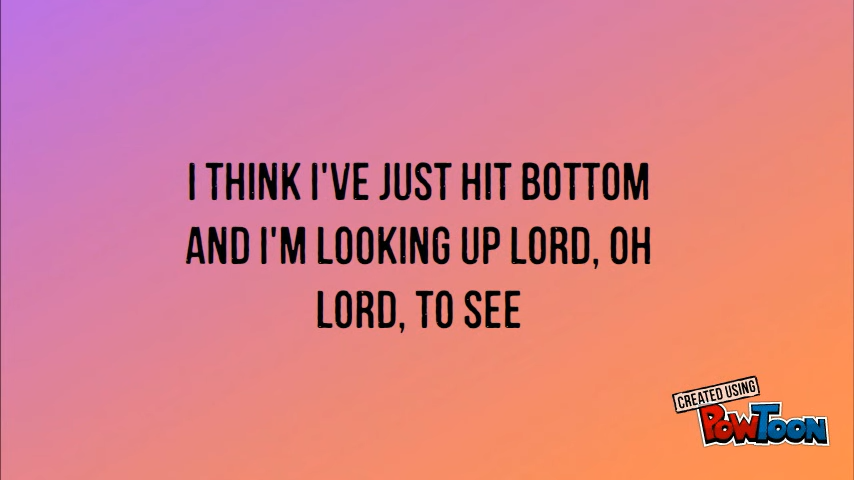 I THINK I'VE JUST HIT BOTTOM
AND I'M LOOKING UP LORD, OH
LORD, TO SEE
CREATED USING
POWTOON